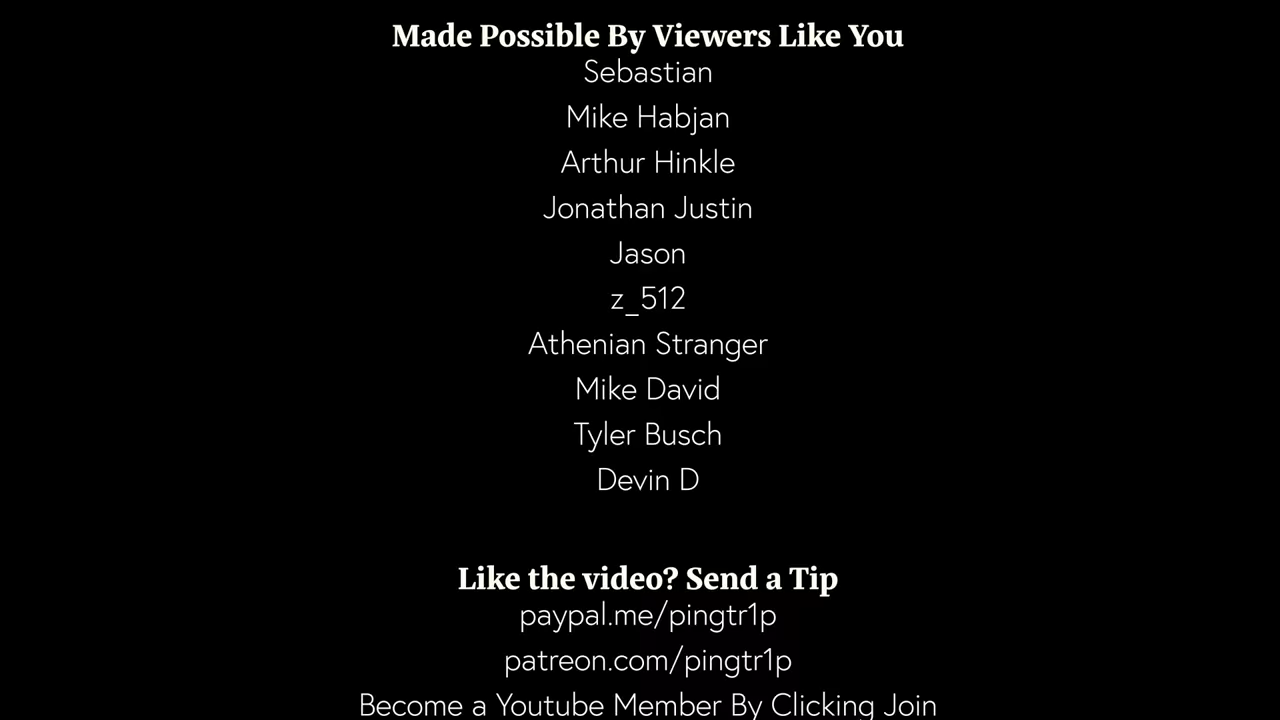 Made Possible By Viewers Like You
Sebastian
Mike Habjan
Arthur Hinkle
Jonathan Justin
Jason
z_512
Athenian Stranger
Mike David
Tyler Busch
Devin D
Like the video? Send a Tip
paypal.me/pingtr1p
patreon.com/pingtr1p
Become a Youtube Member By Clicking Join